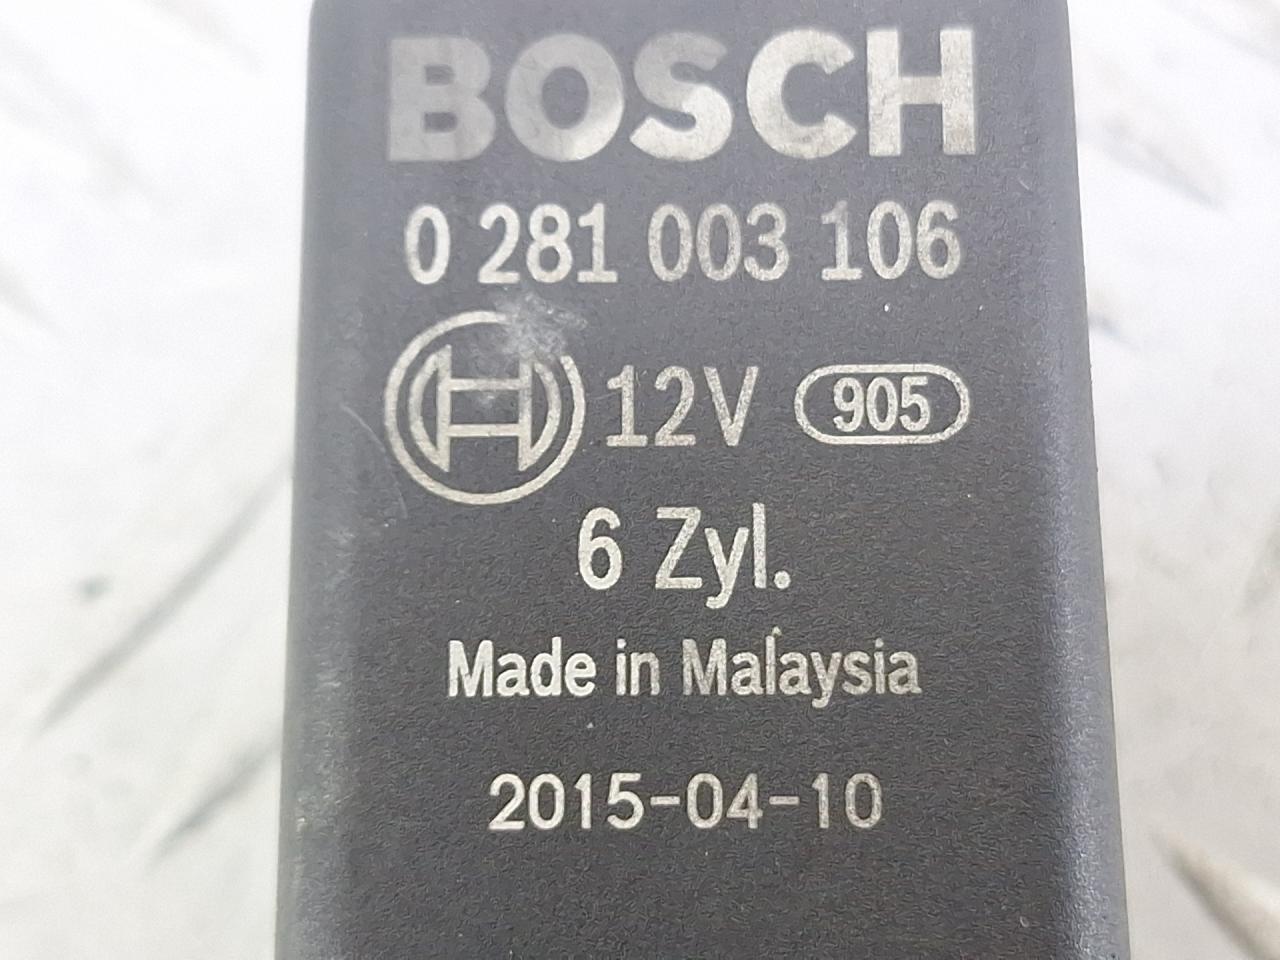 BOSCH
0 281 003 106
12V 905
6 Zyl.
Made in Malaysia
2015-04-10